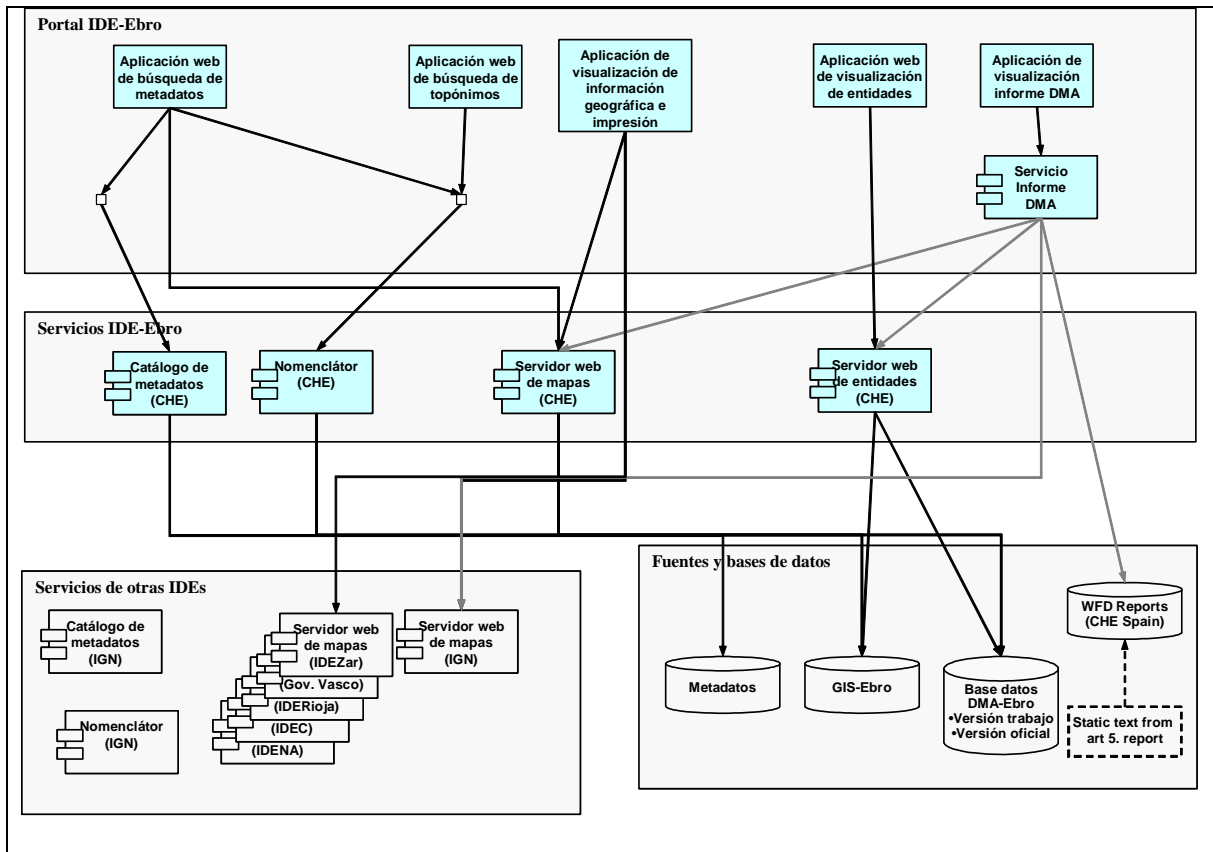 Portal IDE-Ebro
Aplicación web
de búsqueda de
metadatos
Aplicación web
de búsqueda de
topónimos
Aplicación de
visualización de
información
geográfica e
impresión
Aplicación web
de visualización
de entidades
Aplicación de
visualización
informe DMA
Servicio
Informe
DMA
Servicios IDE-Ebro
Catálogo de
metadatos
(CHE)
Nomenclátor
(CHE)
Servidor web
de mapas
(CHE)
Servidor web
de entidades
(CHE)
Servicios de otras IDEs
Catálogo de
metadatos
(IGN)
Nomenclátor
(IGN)
Servidor web
de mapas
(IDEZar)
(Gov. Vasco)
(IDERioja)
(IDEC)
(IDENA)
Servidor web
de mapas
(IGN)
Fuentes y bases de datos
Metadatos
GIS-Ebro
Base datos
DMA-Ebro
•Versión trabajo
•Versión oficial
WFD Reports
(CHE Spain)
Static text from
art 5. report